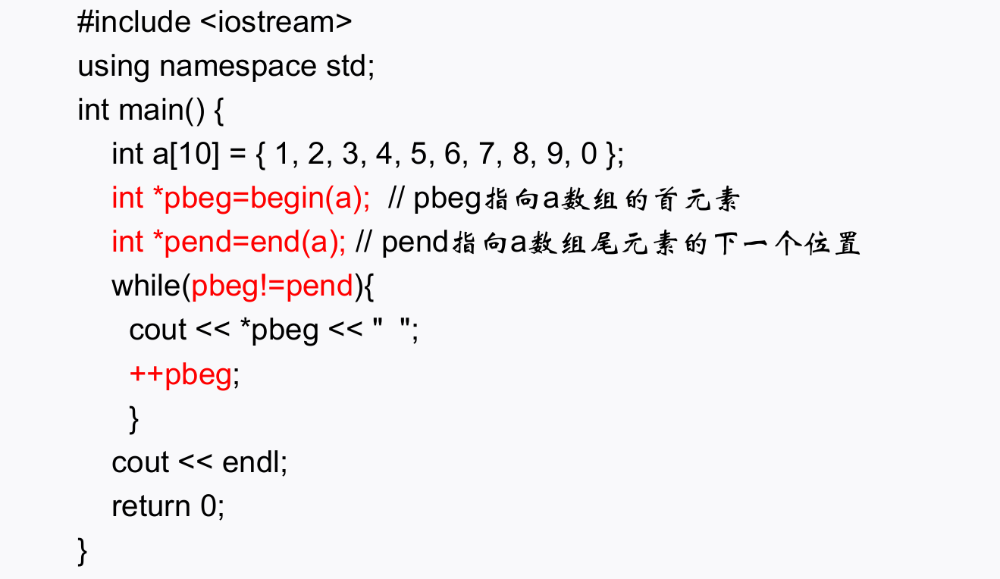 #include <iostream>
using namespace std;
int main() {
int a[10] = { 1, 2, 3, 4, 5, 6, 7, 8, 9, 0 };
int *pbeg=begin(a);  // pbeg指向a数组的首元素
int *pend=end(a); // pend指向a数组尾元素的下一个位置
while(pbeg!=pend){
cout << *pbeg << "  ";
++pbeg;
}
cout << endl;
return 0;
}